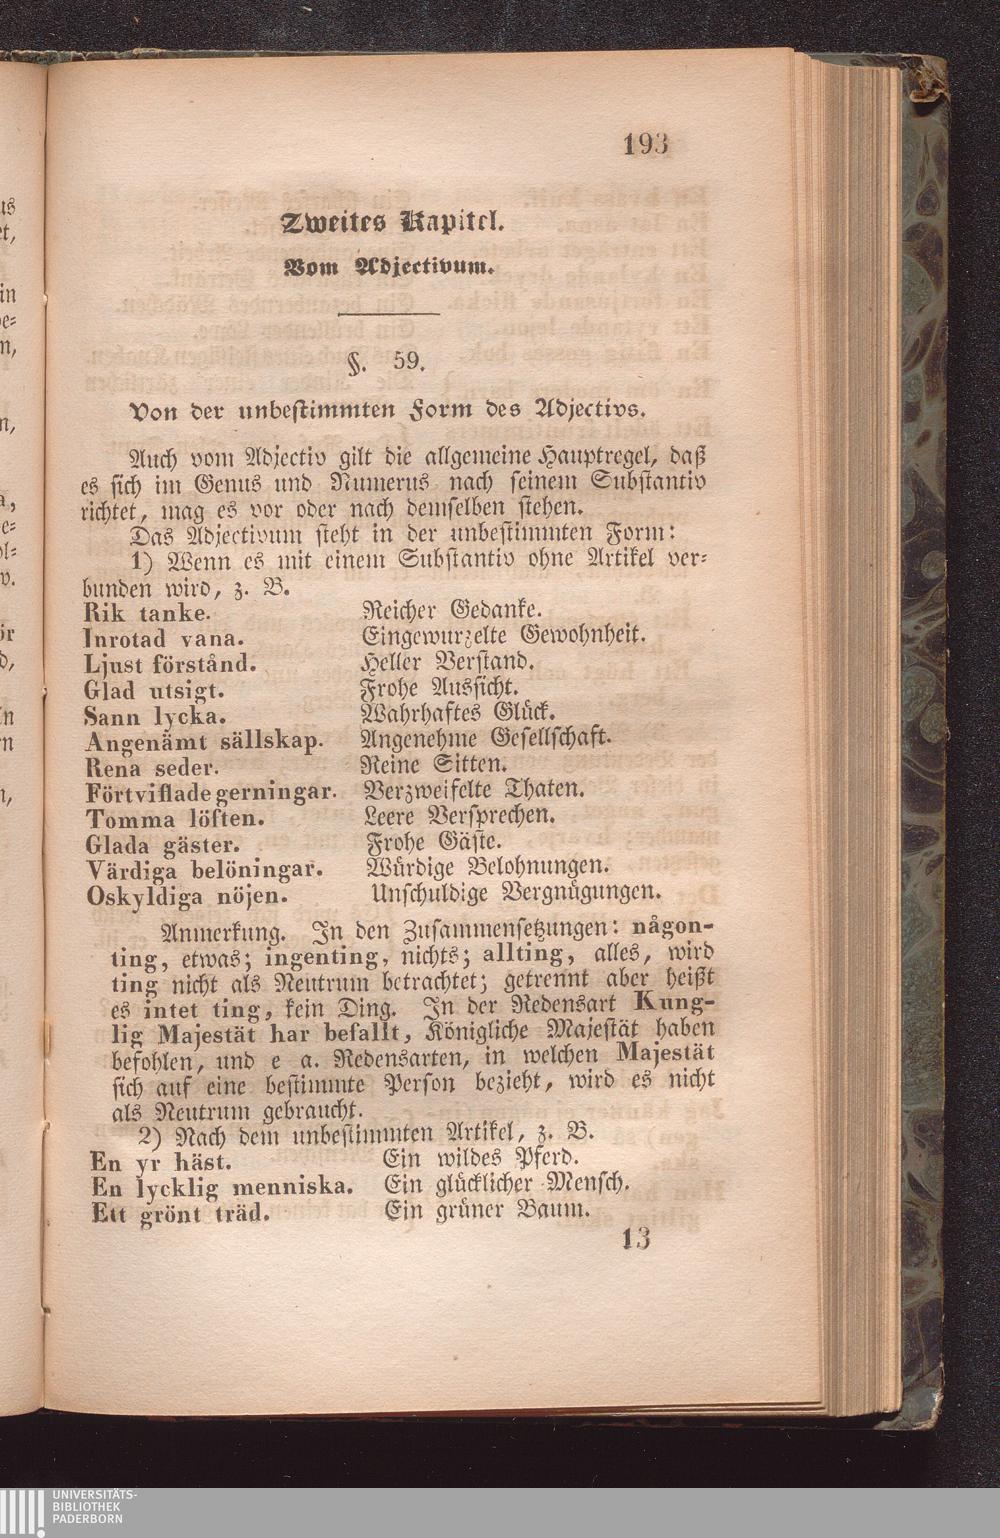 193
Zweites Kapitel.
Vom Adjectivum.
§. 59.
Von der unbestimmten Form des Adjectivs.
Auch vom Adjectiv gilt die allgemeine Hauptregel, daß
es sich im Genus und Numerus nach seinem Substantiv
richtet, mag es vor oder nach demselben stehen.
Das Adjectivum steht in der unbestimmten Form:
1) Wenn es mit einem Substantiv ohne Artikel ver-
bunden wird, z. B.
Rik tanke. Reicher Gedanke.
Inrotad vana. Eingewurzelte Gewohnheit.
Ljust förstånd. Heller Verstand.
Glad utsigt. Frohe Aussicht.
Sann lycka. Wahrhaftes Glück.
Angenämt sällskap. Angenehme Gesellschaft.
Rena seder. Reine Sitten.
Förtviflade gerningar. Verzweifelte Thaten.
Tomma löften. Leere Versprechen.
Glada gäster. Frohe Gäste.
Värdiga belöningar. Würdige Belohnungen.
Oskyldiga nöjen. Unschuldige Vergnügungen.
Anmerkung. In den Zusammensetzungen: någon-
ting, etwas; ingenting, nichts; allting, alles, wird
ting nicht als Neutrum betrachtet; getrennt aber heißt
es intet ting, kein Ding. In der Redensart Kung-
lig Majestät har befallt, Königliche Majestät haben
befohlen, und e a. Redensarten, in welchen Majestät
sich auf eine bestimmte Person bezieht, wird es nicht
als Neutrum gebraucht.
2) Nach dem unbestimmten Artikel, z. B.
En yr häst. Ein wildes Pferd.
En lycklig menniska. Ein glücklicher Mensch.
Ett grönt träd. Ein grüner Baum.
13
UNIVERSITÄTS-
BIBLIOTHEK
PADERBORN